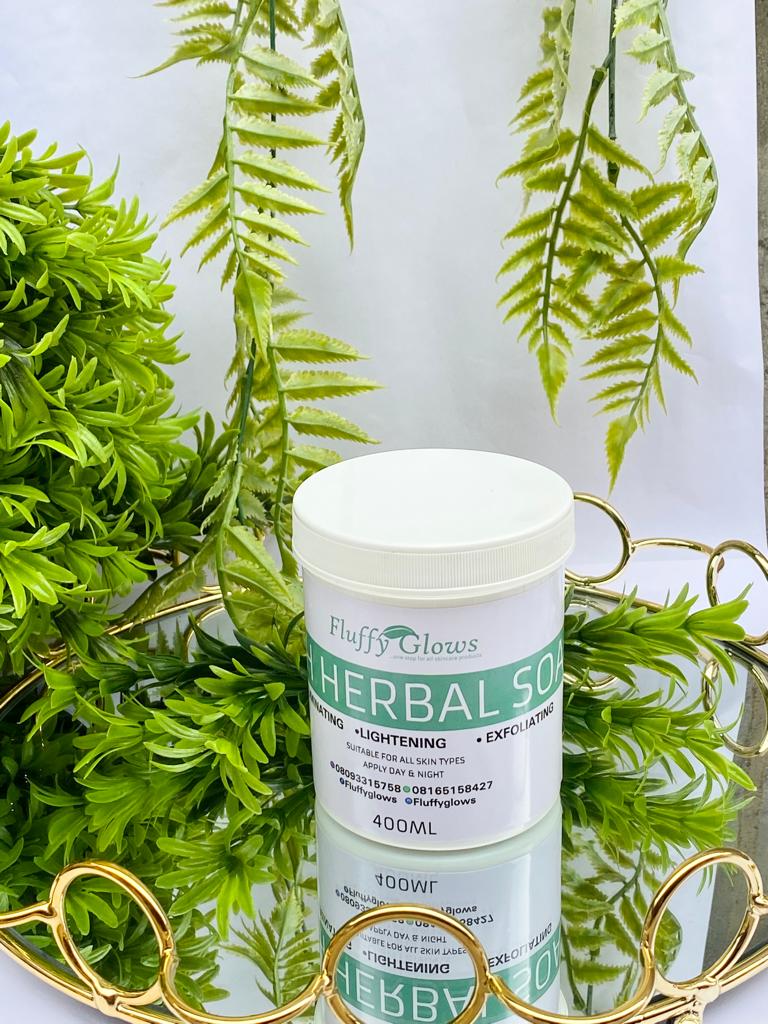 Fluffy Glows
...one stop for all skincare products
HERBAL
•LIGHTENING •EXFOLIATING
SUITABLE FOR ALL SKIN TYPES
APPLY DAY & NIGHT
08093315758 08165158427
Fluffyglows Fluffyglows
400ML